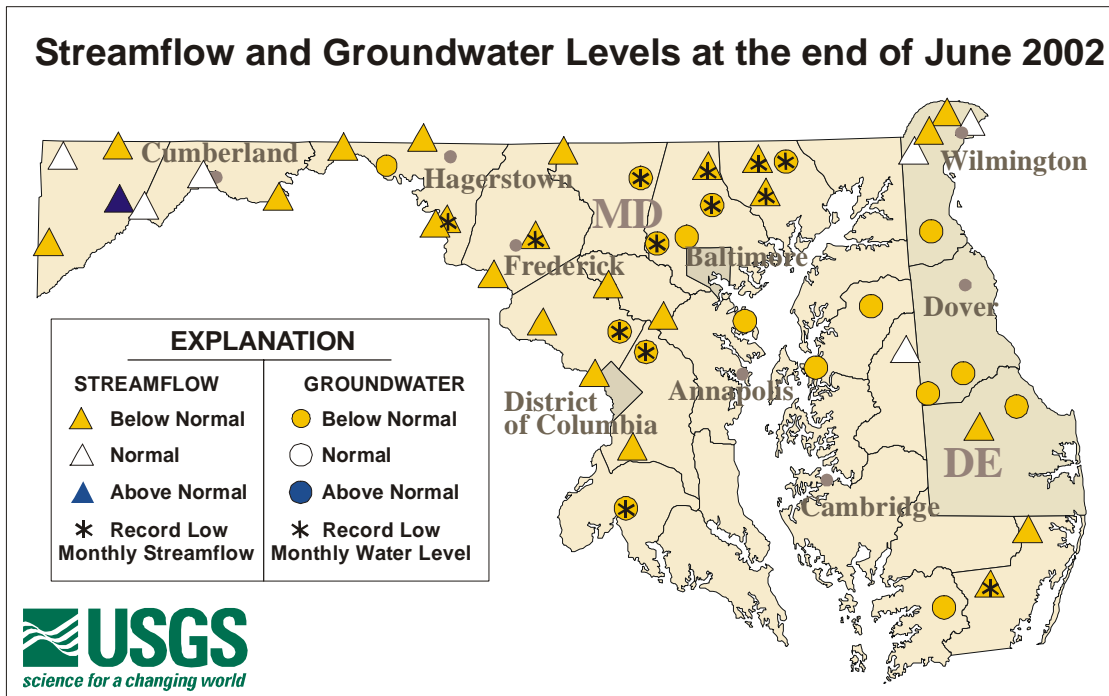 Streamflow and Groundwater Levels at the end of June 2002
Cumberland
Hagerstown
Wilmington
MD
Frederick
Baltimore
Dover
Annapolis
District
of Columbia
DE
Cambridge
EXPLANATION
STREAMFLOW
Below Normal
Normal
Above Normal
Record Low
Monthly Streamflow
GROUNDWATER
Below Normal
Normal
Above Normal
Record Low
Monthly Water Level
USGS
science for a changing world